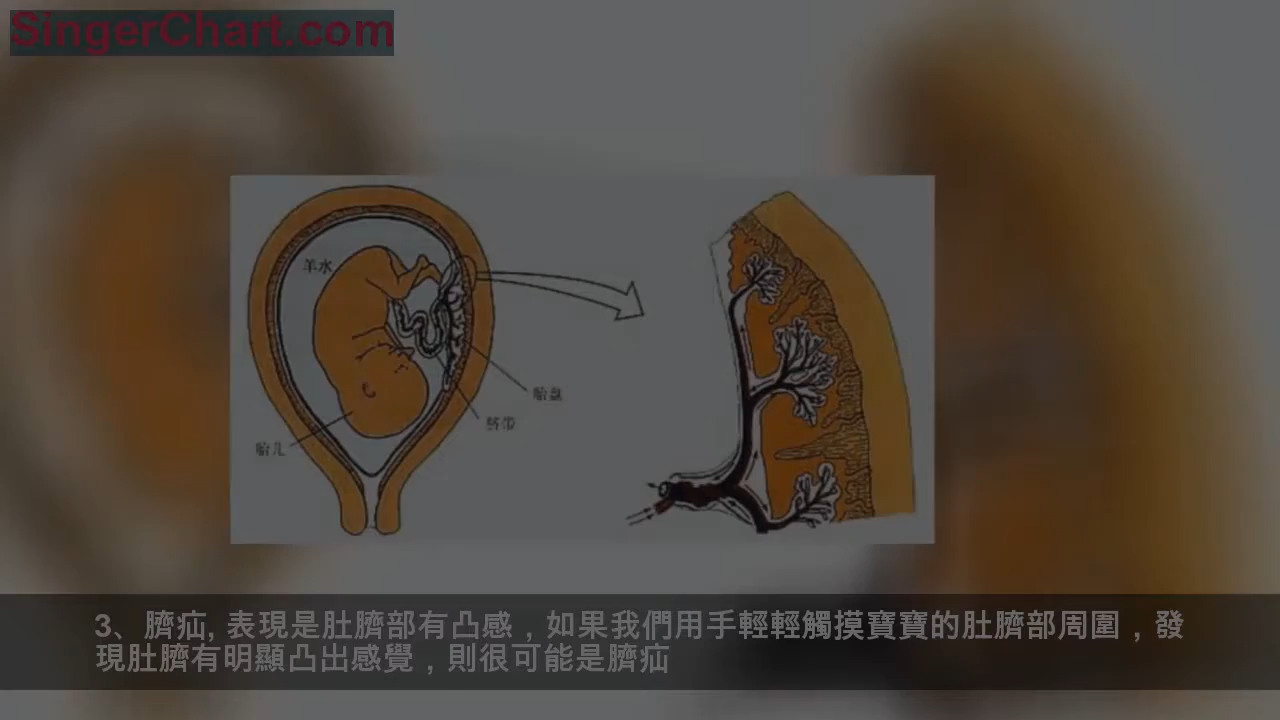 SingerChart.com
羊水
胎盘
脐带
胎儿
3、臍疝, 表現是肚臍部有凸感，如果我們用手輕輕觸摸寶寶的肚臍部周圍，發
現肚臍有明顯凸出感覺，則很可能是臍疝